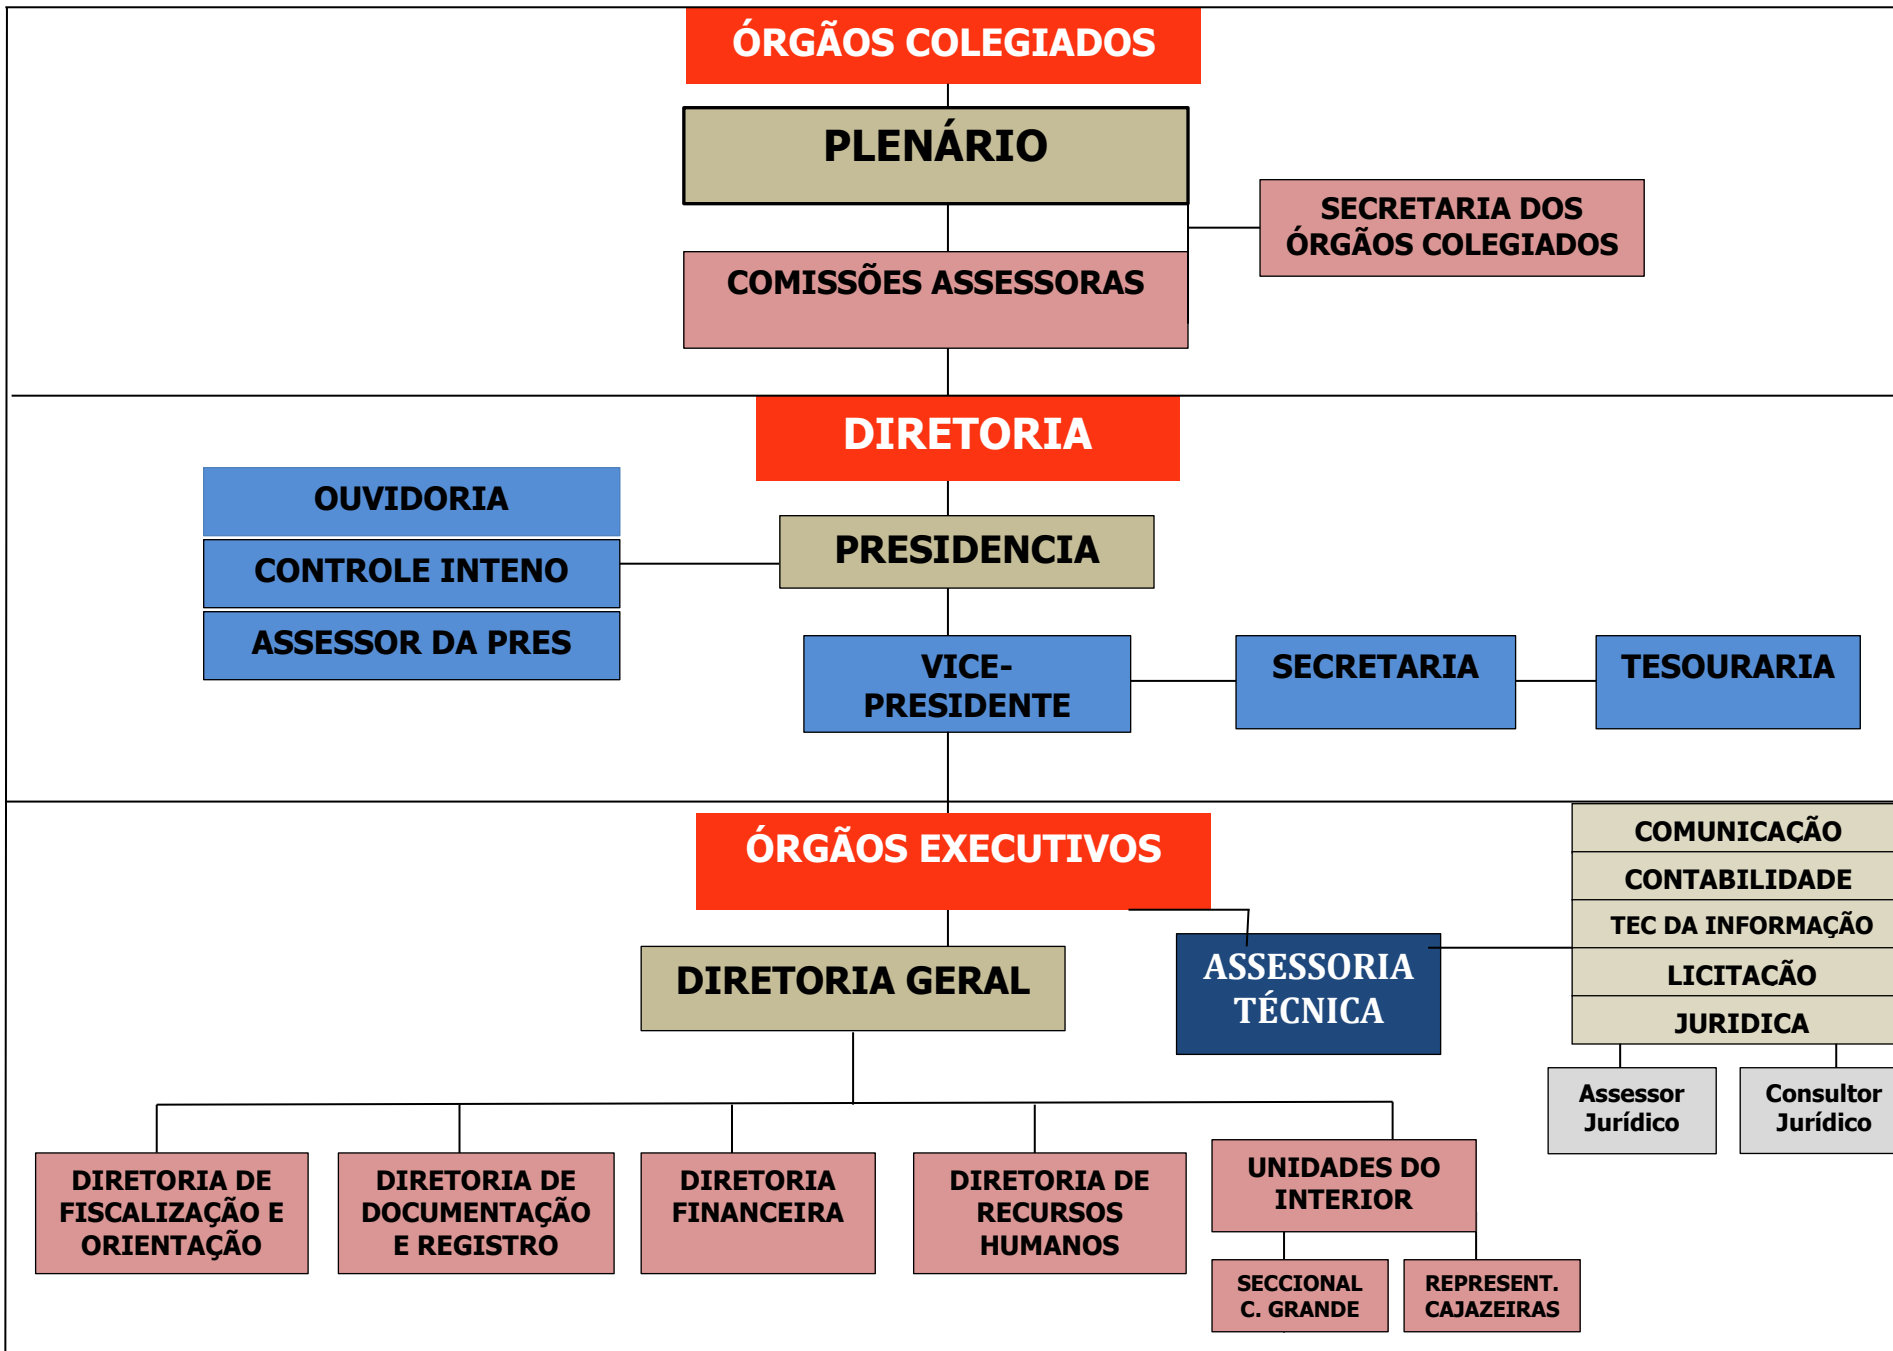 ÓRGÃOS COLEGIADOS
PLENÁRIO
SECRETARIA DOS
ÓRGÃOS COLEGIADOS
COMISSÕES ASSESSORAS
DIRETORIA
OUVIDORIA
CONTROLE INTENO
ASSESSOR DA PRES
PRESIDENCIA
VICE-
PRESIDENTE
SECRETARIA
TESOURARIA
ÓRGÃOS EXECUTIVOS
COMUNICAÇÃO
CONTABILIDADE
TEC DA INFORMAÇÃO
LICITAÇÃO
JURIDICA
DIRETORIA GERAL
ASSESSORIA
TÉCNICA
Assessor
Jurídico
Consultor
Jurídico
DIRETORIA DE
FISCALIZAÇÃO E
ORIENTAÇÃO
DIRETORIA DE
DOCUMENTAÇÃO
E REGISTRO
DIRETORIA
FINANCEIRA
DIRETORIA DE
RECURSOS
HUMANOS
UNIDADES DO
INTERIOR
SECCIONAL
C. GRANDE
REPRESENT.
CAJAZEIRAS